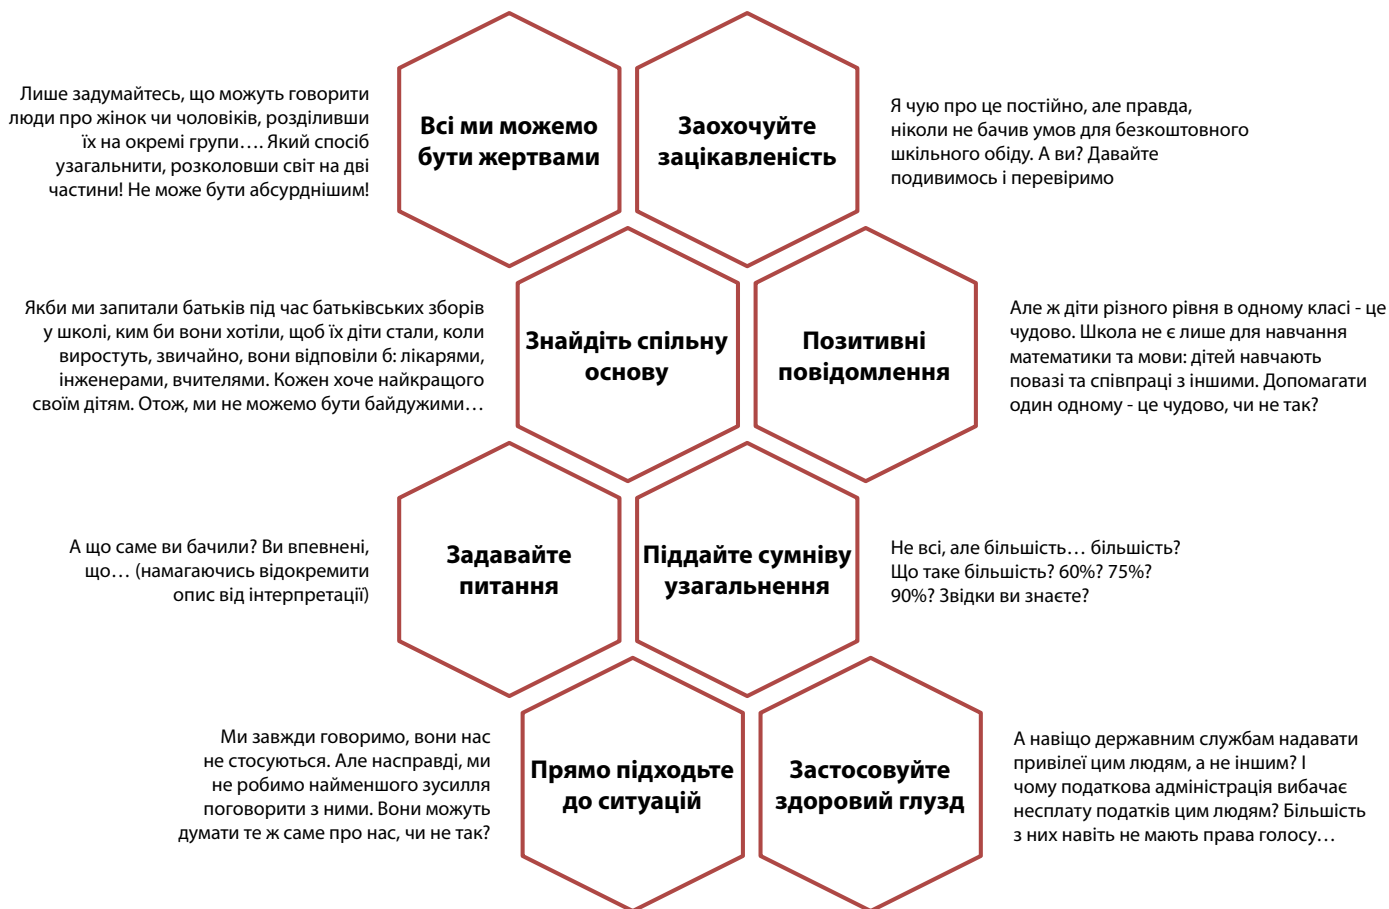 Лише задумайтесь, що можуть говорити
люди про жінок чи чоловіків, розділивши
їх на окремі групи…. Який спосіб
узагальнити, розколовши світ на дві
частини! Не може бути абсурднішим!
Всі ми можемо
бути жертвами
Заохочуйте
зацікавленість
Я чую про це постійно, але правда,
ніколи не бачив умов для безкоштовного
шкільного обіду. А ви? Давайте
подивимось і перевіримо
Якби ми запитали батьків під час батьківських зборів
у школі, ким би вони хотіли, щоб їх діти стали, коли
виростуть, звичайно, вони відповіли б: лікарями,
інженерами, вчителями. Кожен хоче найкращого
своїм дітям. Отож, ми не можемо бути байдужими…
Знайдіть спільну
основу
Позитивні
повідомлення
Але ж діти різного рівня в одному класі - це
чудово. Школа не є лише для навчання
математики та мови: дітей навчають
повазі та співпраці з іншими. Допомагати
один одному - це чудово, чи не так?
А що саме ви бачили? Ви впевнені,
що… (намагаючись відокремити
опис від інтерпретації)
Задавайте
питання
Піддайте сумніву
узагальнення
Не всі, але більшість… більшість?
Що таке більшість? 60%? 75%?
90%? Звідки ви знаєте?
Ми завжди говоримо, вони нас
не стосуються. Але насправді, ми
не робимо найменшого зусилля
поговорити з ними. Вони можуть
думати те ж саме про нас, чи не так?
Прямо підходьте
до ситуацій
Застосовуйте
здоровий глузд
А навіщо державним службам надавати
привілеї цим людям, а не іншим? І
чому податкова адміністрація вибачає
несплату податків цим людям? Більшість
з них навіть не мають права голосу…